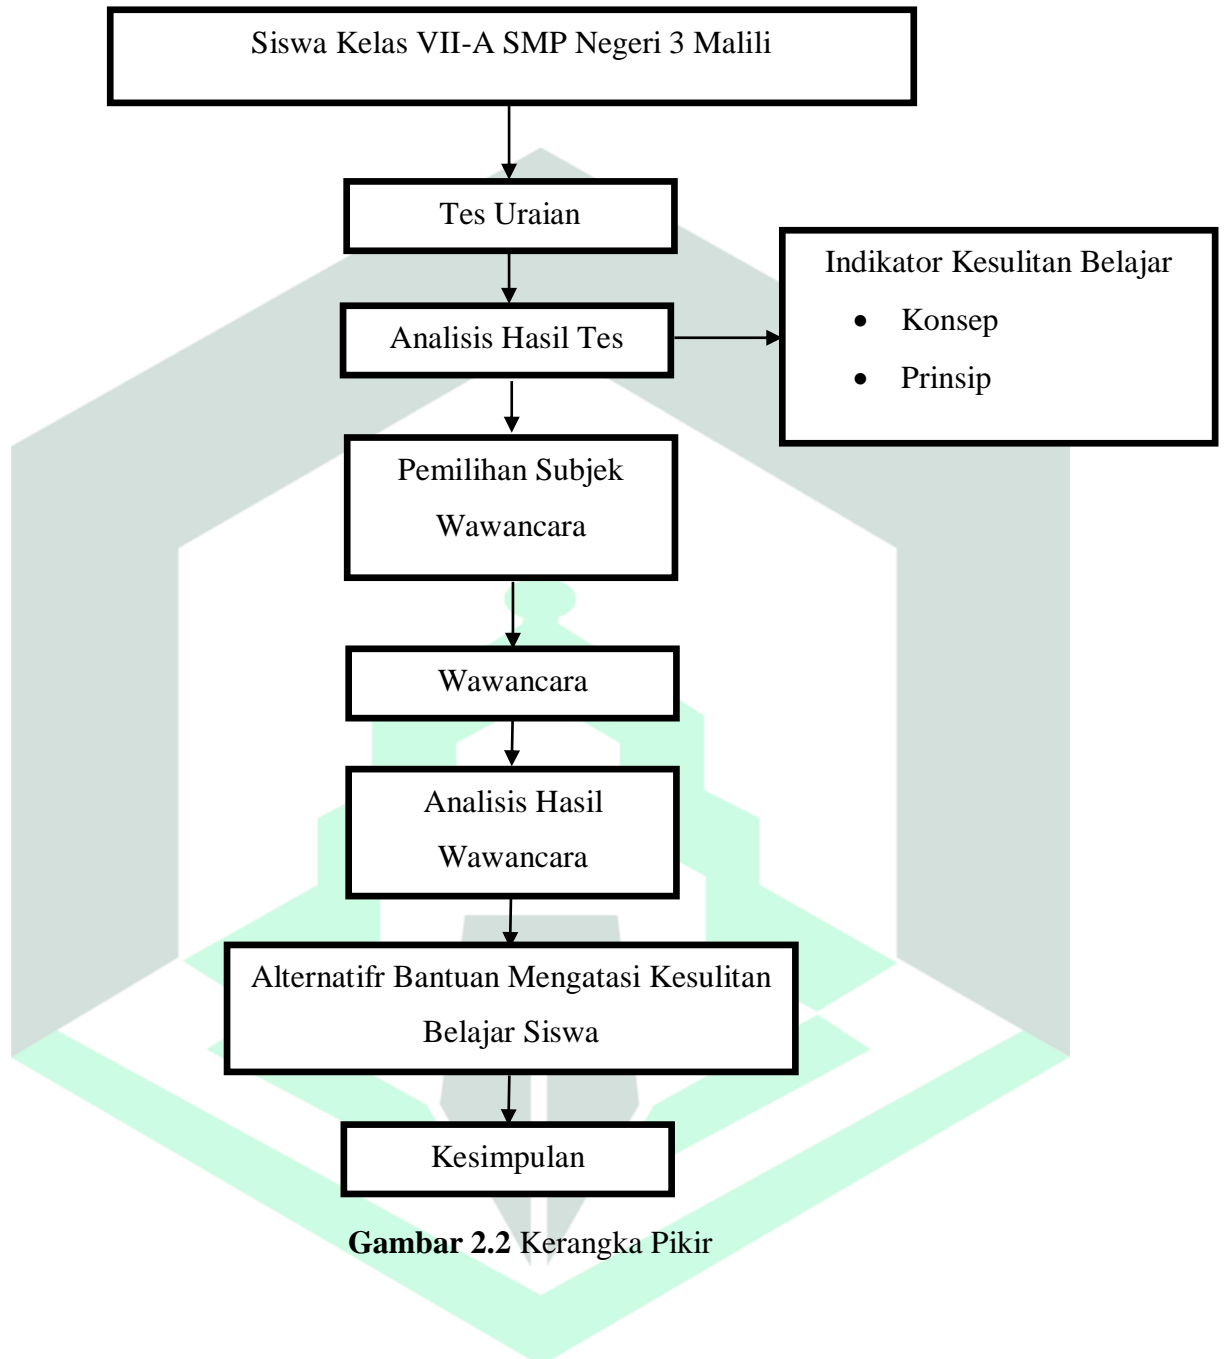 Siswa Kelas VII-A SMP Negeri 3 Malili
Tes Uraian
Indikator Kesulitan Belajar
• Konsep
• Prinsip
Analisis Hasil Tes
Pemilihan Subjek
Wawancara
Wawancara
Analisis Hasil
Wawancara
Alternatifr Bantuan Mengatasi Kesulitan
Belajar Siswa
Kesimpulan
Gambar 2.2 Kerangka Pikir